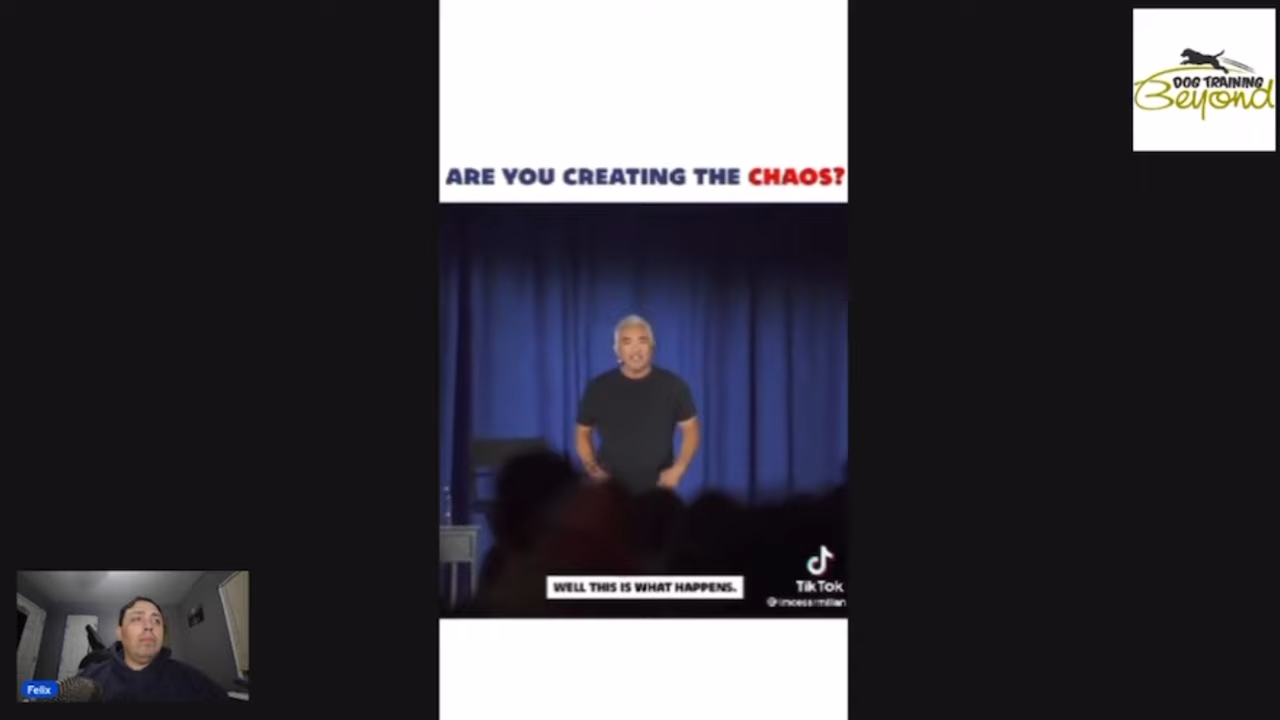 DOG TRAINING
Beyond
ARE YOU CREATING THE CHAOS?
WELL THIS IS WHAT HAPPENS.
TikTok
Felix